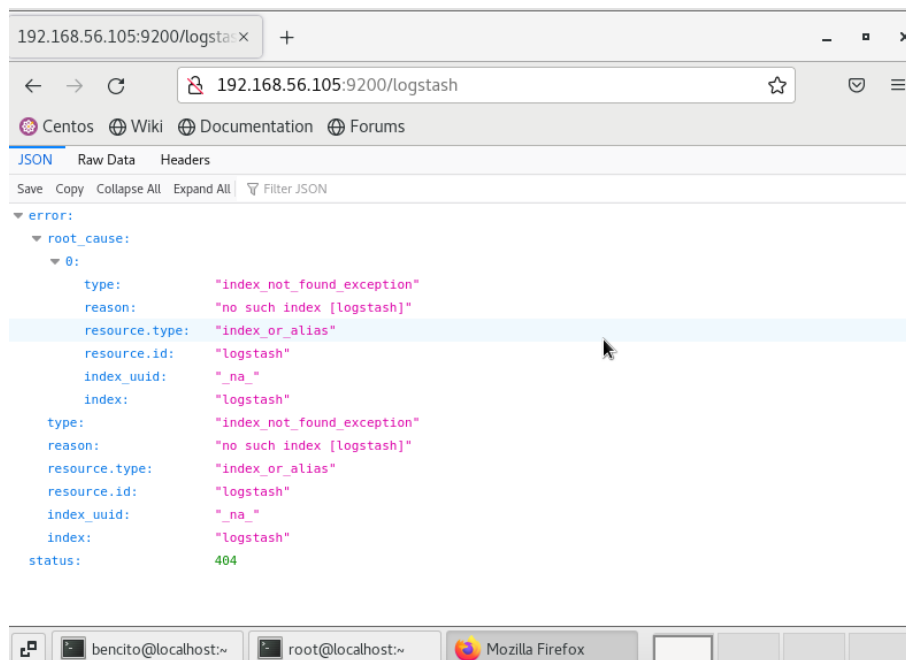 192.168.56.105:9200/logstas
192.168.56.105:9200/logstash
Centos Wiki Documentation Forums
JSON Raw Data Headers
Save Copy Collapse All Expand All Filter JSON
error:
root_cause:
0:
type: "index_not_found_exception"
reason: "no such index [logstash]"
resource.type: "index_or_alias"
resource.id: "logstash"
index_uuid: "_na_"
index: "logstash"
type: "index_not_found_exception"
reason: "no such index [logstash]"
resource.type: "index_or_alias"
resource.id: "logstash"
index_uuid: "_na_"
index: "logstash"
status: 404
bencito@localhost:~ root@localhost:~ Mozilla Firefox